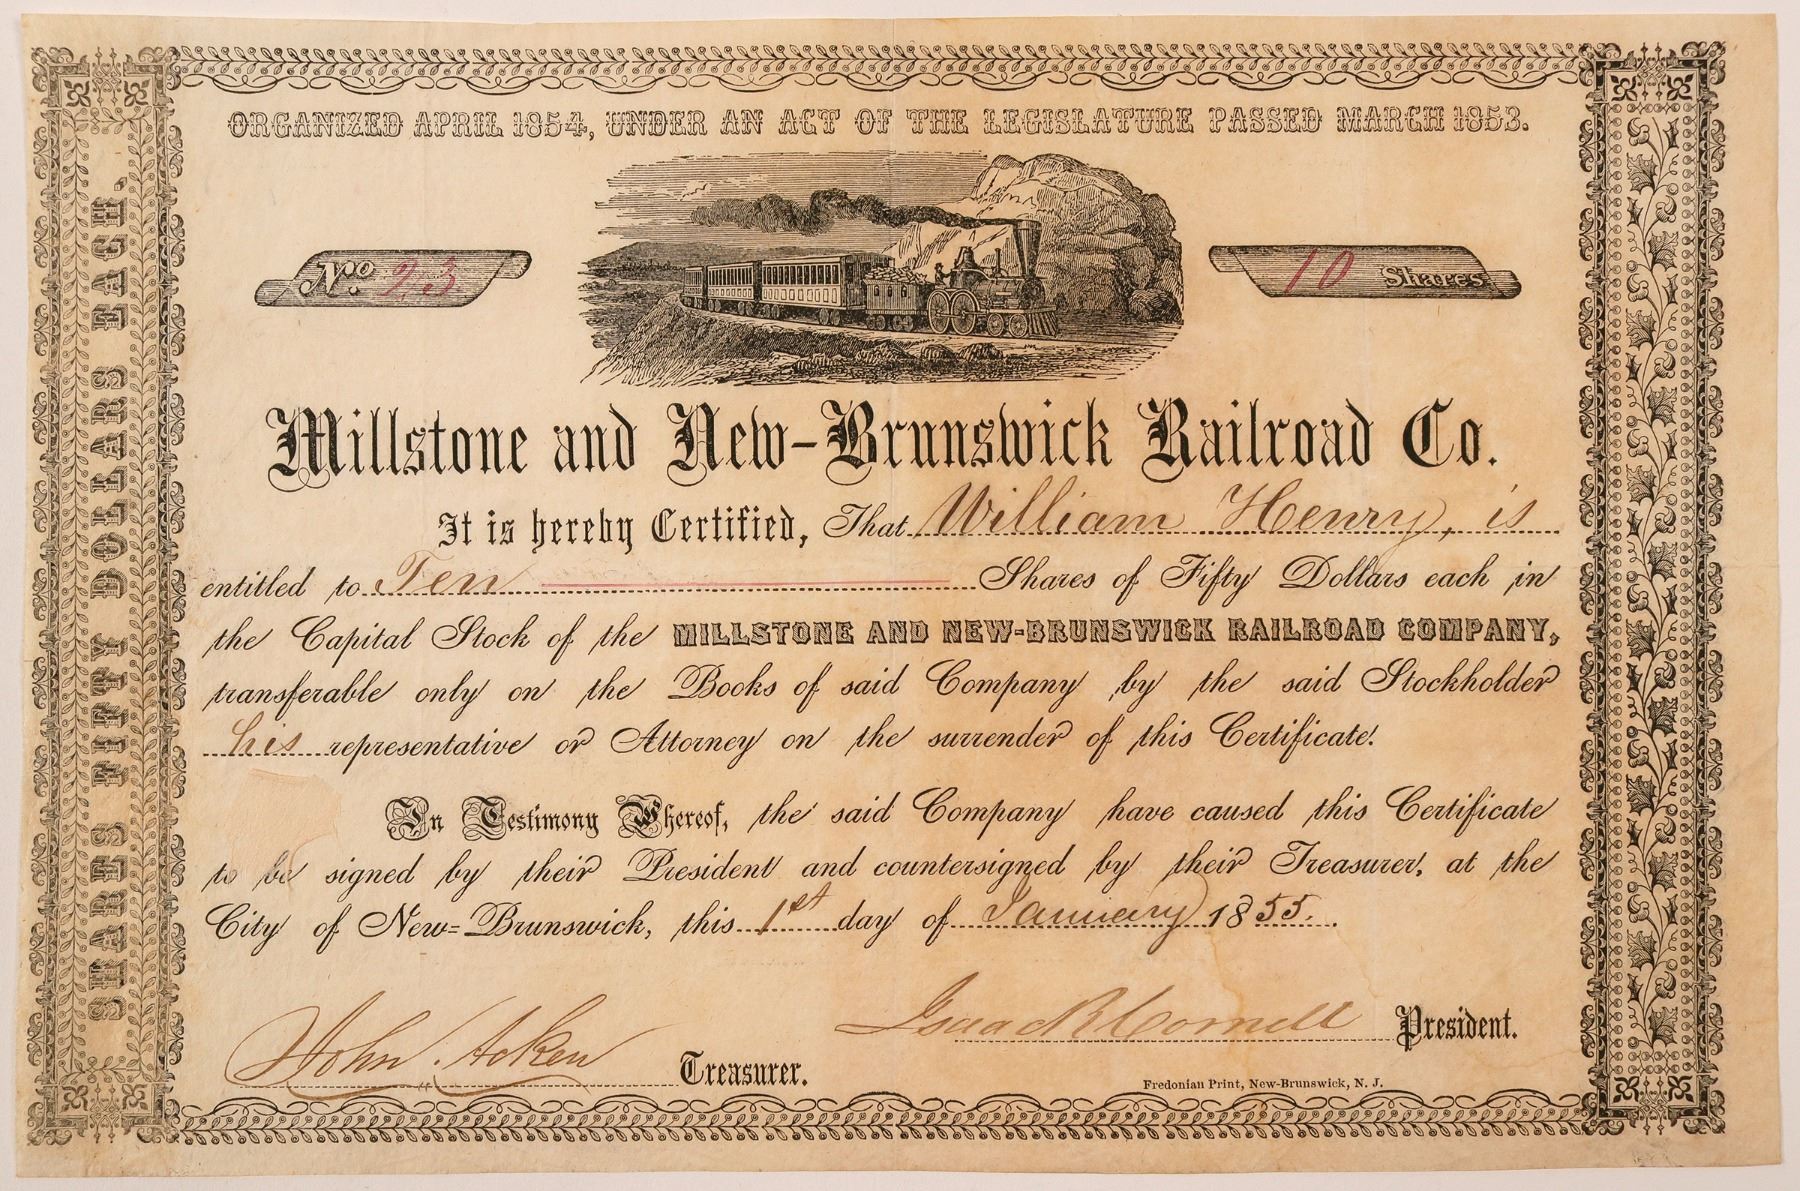 ORGANIZED APRIL 1854, UNDER AN ACT OF THE LEGISLATURE PASSED MARCH 1853.
No. 23
10 Shares
Millstone and New-Brunswick Railroad Co.
It is hereby Certified, That William Henry, is
entitled to Ten Shares of Fifty Dollars each in
the Capital Stock of the MILLSTONE AND NEW-BRUNSWICK RAILROAD COMPANY,
transferable only on the Books of said Company by the said Stockholder
his representative or Attorney on the surrender of this Certificate.
In Testimony Whereof, the said Company have caused this Certificate
to be signed by their President and countersigned by their Treasurer, at the
City of New-Brunswick, this 1st day of January 1855.
Isaac R Cornell President.
John Acken Treasurer.
Fredonian Print, New-Brunswick, N. J.
SHARES FIFTY DOLLARS EACH.